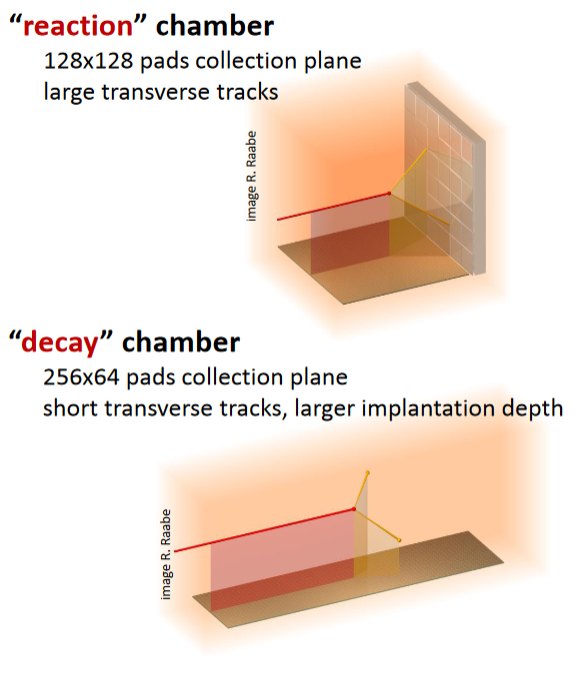 “reaction” chamber
128x128 pads collection plane
large transverse tracks
image R. Raabe
“decay” chamber
256x64 pads collection plane
short transverse tracks, larger implantation depth
image R. Raabe